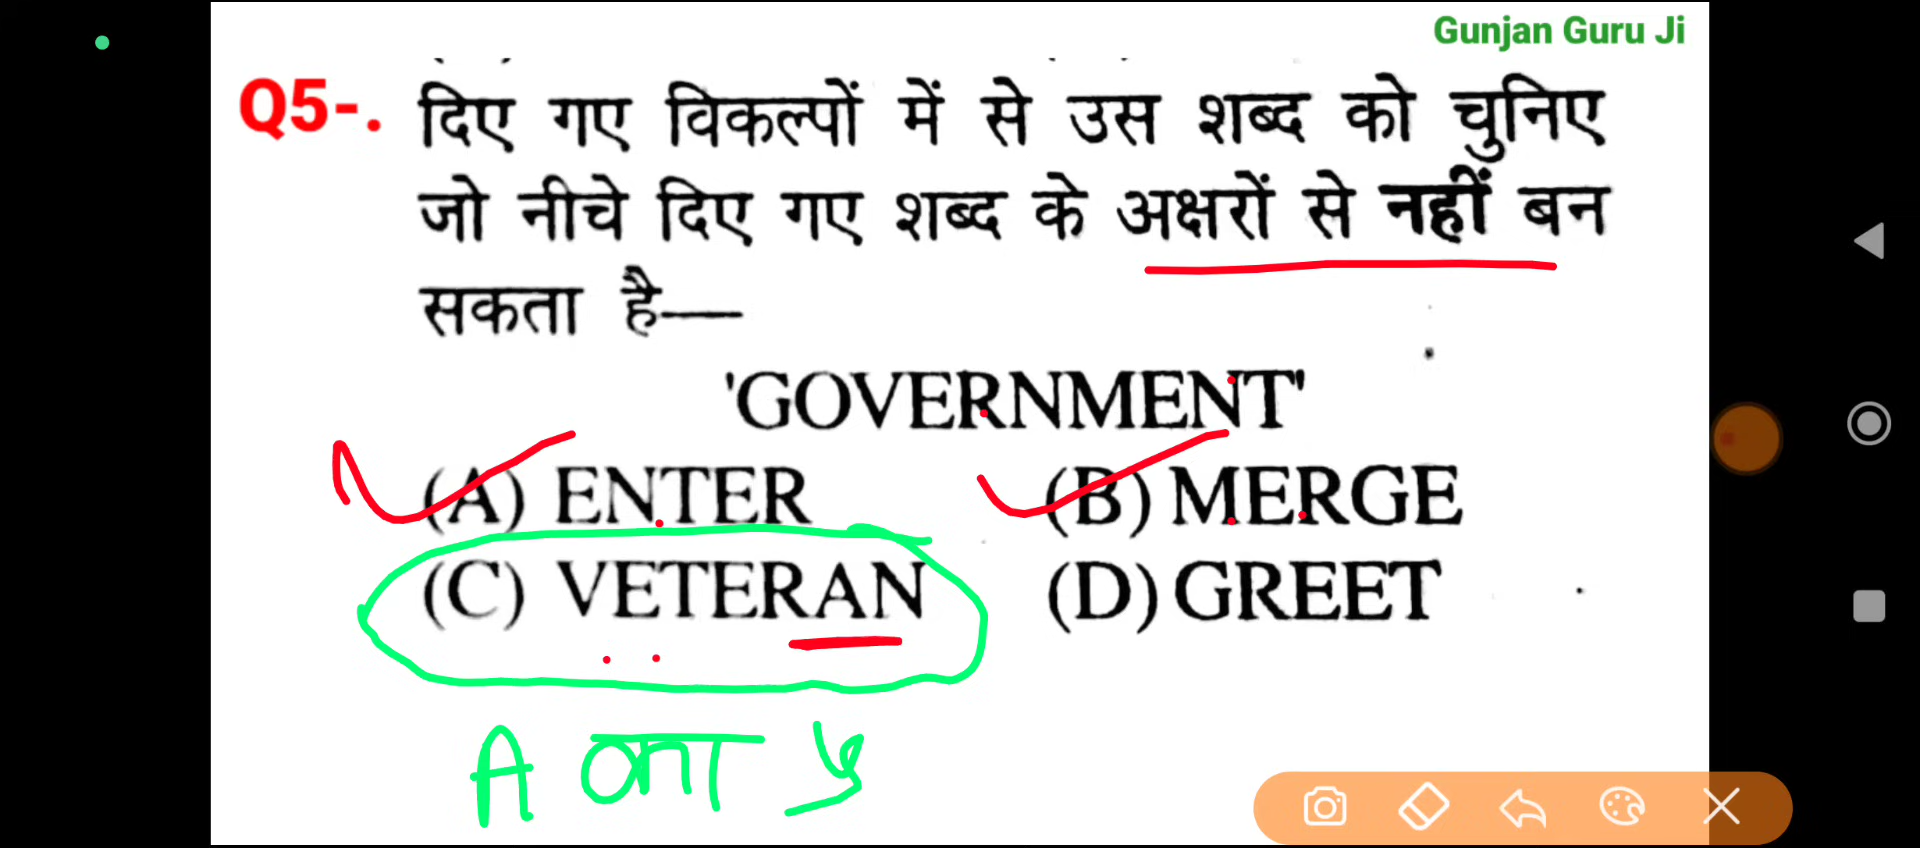 Gunjan Guru Ji
Q5-. दिए गए विकल्पों में से उस शब्द को चुनिए
जो नीचे दिए गए शब्द के अक्षरों से नहीं बन
सकता है—
'GOVERNMENT'
(A) ENTER (B) MERGE
(C) VETERAN (D) GREET
A का